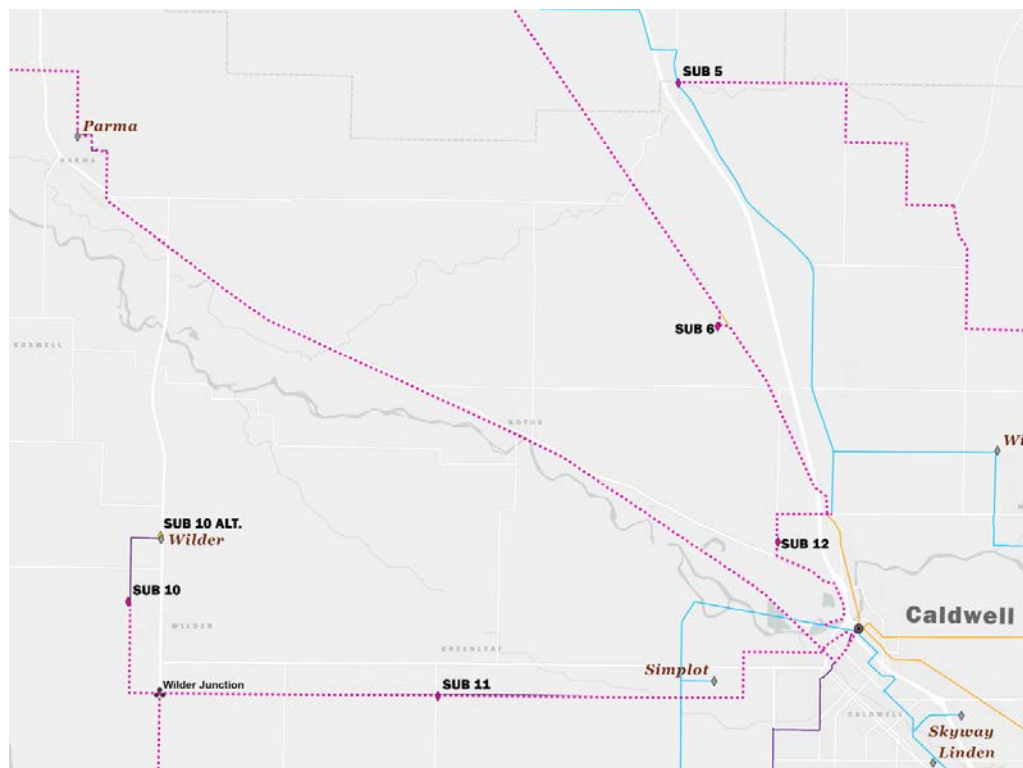 SUB 5
Parma
PARMA
SUB 6
ROSWELL
NOTUS
Wi
SUB 10 ALT.
Wilder
SUB 12
SUB 10
Caldwell
WILDER
GREENLEAF
Simplot
Wilder Junction
SUB 11
CALDWELL
Skyway
Linden